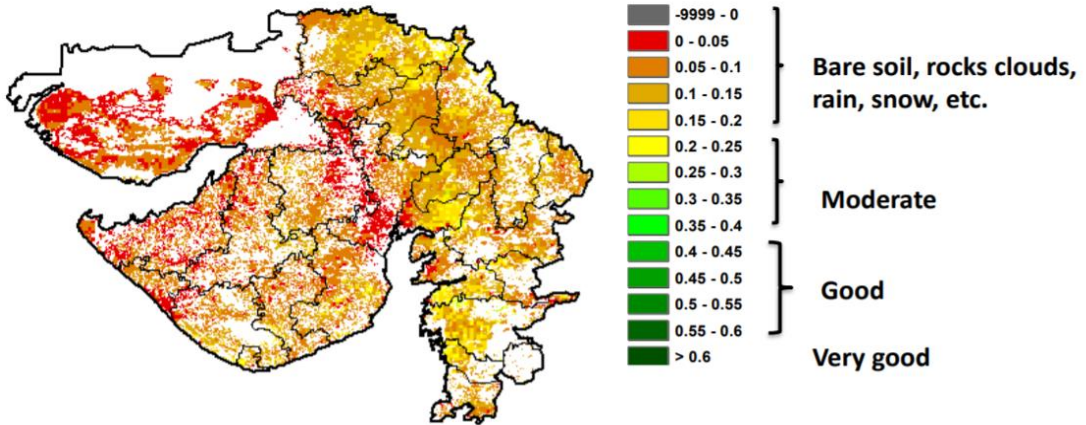 -9999 - 0
0 - 0.05
0.05 - 0.1
0.1 - 0.15
0.15 - 0.2
0.2 - 0.25
0.25 - 0.3
0.3 - 0.35
0.35 - 0.4
0.4 - 0.45
0.45 - 0.5
0.5 - 0.55
0.55 - 0.6
> 0.6
Bare soil, rocks clouds,
rain, snow, etc.
Moderate
Good
Very good